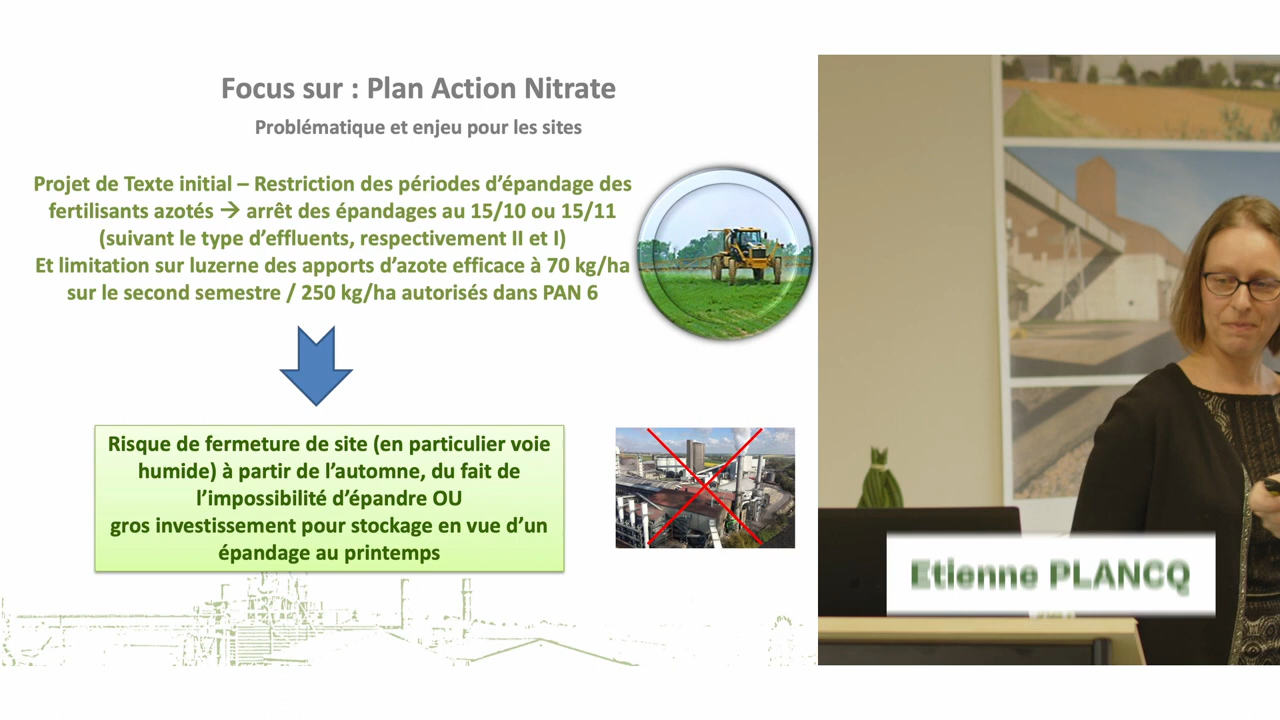 Focus sur : Plan Action Nitrate
Problématique et enjeu pour les sites
Projet de Texte initial – Restriction des périodes d'épandage des
fertilisants azotés → arrêt des épandages au 15/10 ou 15/11
(suivant le type d'effluents, respectivement II et I)
Et limitation sur luzerne des apports d'azote efficace à 70 kg/ha
sur le second semestre / 250 kg/ha autorisés dans PAN 6
Risque de fermeture de site (en particulier voie
humide) à partir de l'automne, du fait de
l'impossibilité d'épandre OU
gros investissement pour stockage en vue d'un
épandage au printemps
Etienne PLANCQ